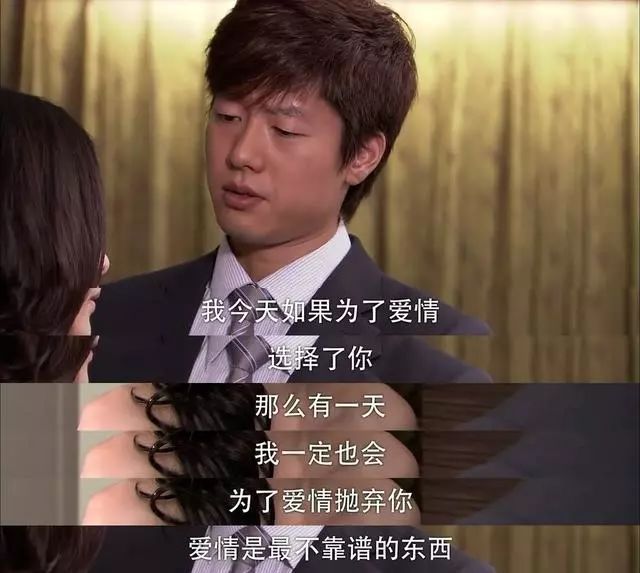 我今天如果为了爱情
选择了你
那么有一天
我一定也会
为了爱情抛弃你
爱情是最不靠谱的东西